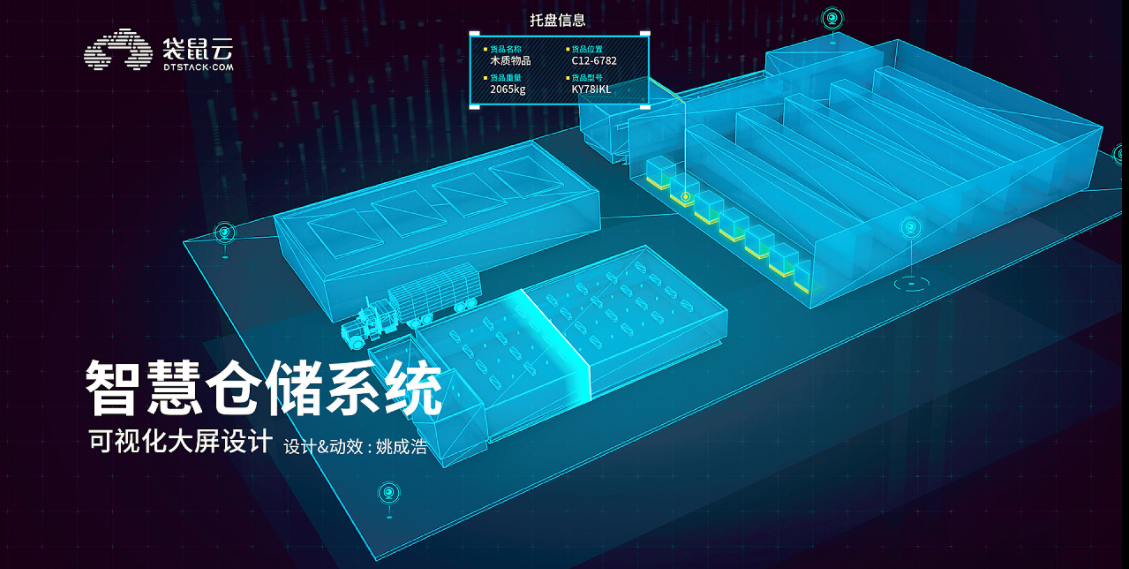 袋鼠云
DTSTACK·COM
托盘信息
货品名称 货品位置
木质物品 C12-6782
货品重量 货品型号
2065kg KY78IKL
智慧仓储系统
可视化大屏设计 设计&动效 : 姚成浩